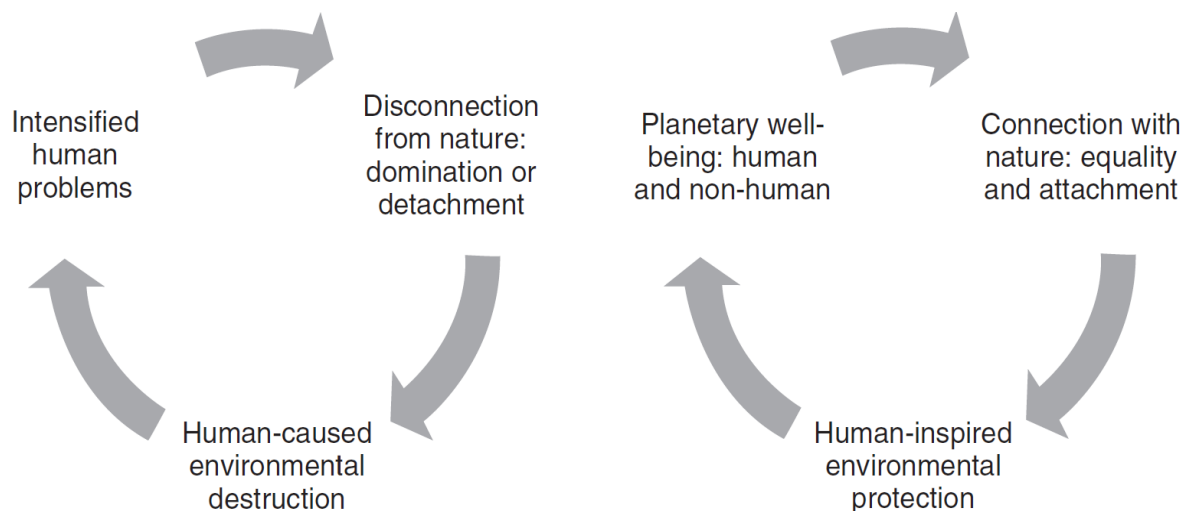 Intensified
human
problems
Disconnection
from nature:
domination or
detachment
Human-caused
environmental
destruction
Planetary well-
being: human
and non-human
Connection with
nature: equality
and attachment
Human-inspired
environmental
protection